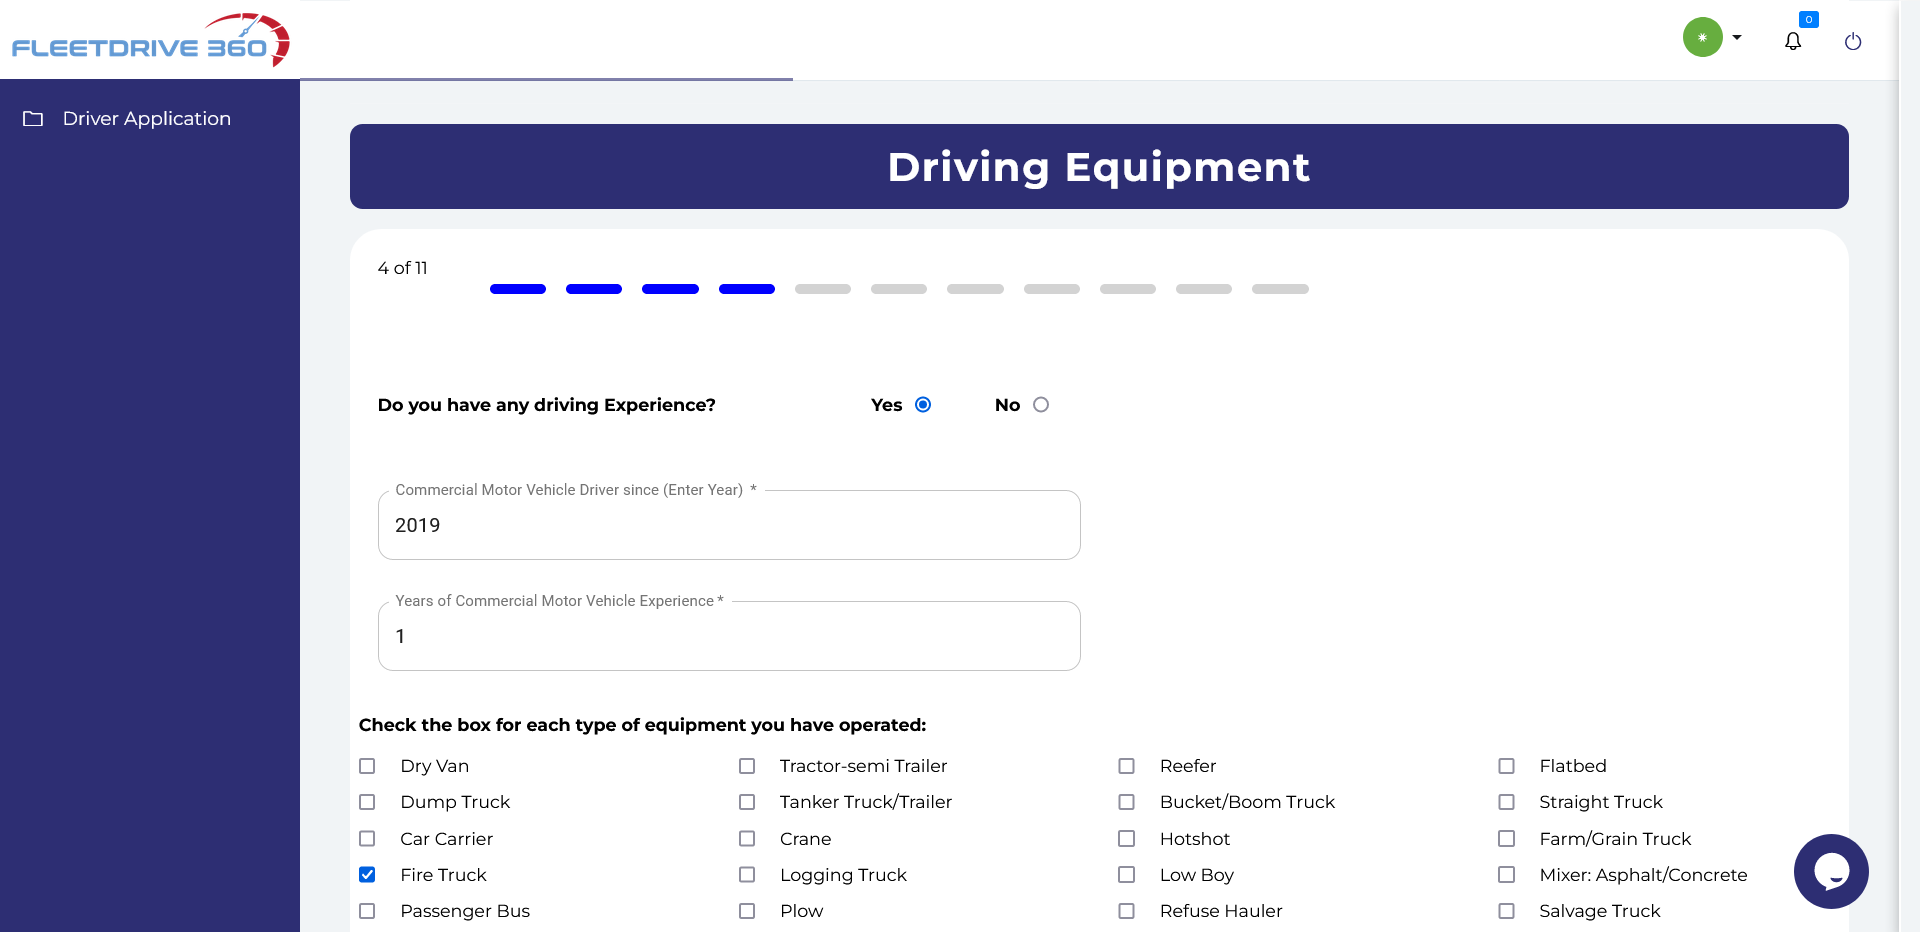 FLEETDRIVE 360
0
Driver Application
Driving Equipment
4 of 11
Do you have any driving Experience? Yes No
Commercial Motor Vehicle Driver since (Enter Year) *
2019
Years of Commercial Motor Vehicle Experience *
1
Check the box for each type of equipment you have operated:
Dry Van Tractor-semi Trailer Reefer Flatbed
Dump Truck Tanker Truck/Trailer Bucket/Boom Truck Straight Truck
Car Carrier Crane Hotshot Farm/Grain Truck
Fire Truck Logging Truck Low Boy Mixer: Asphalt/Concrete
Passenger Bus Plow Refuse Hauler Salvage Truck